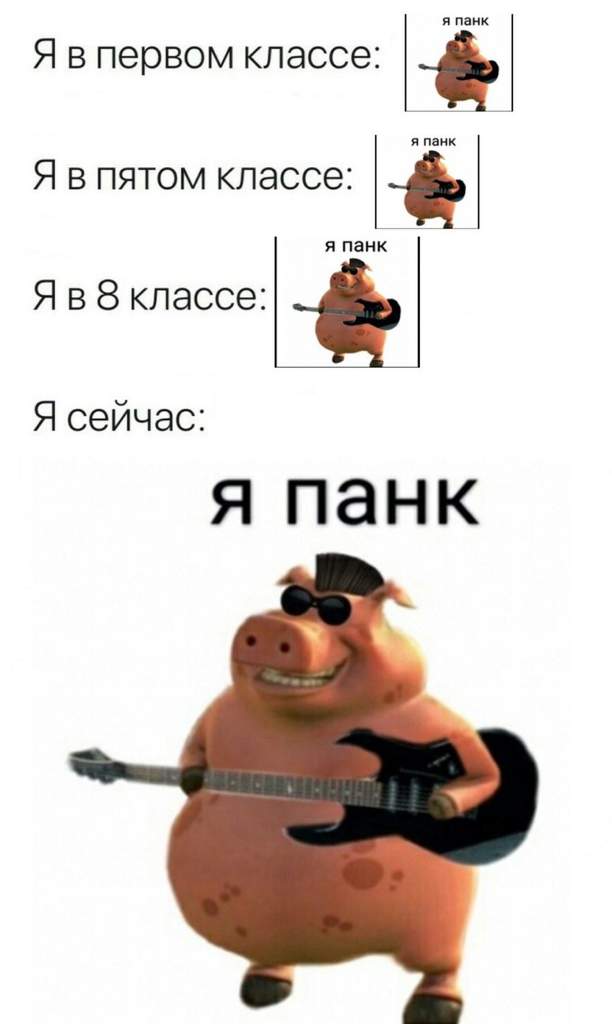 я панк
Я в первом классе:
я панк
Я в пятом классе:
я панк
Я в 8 классе:
Я сейчас:
я панк